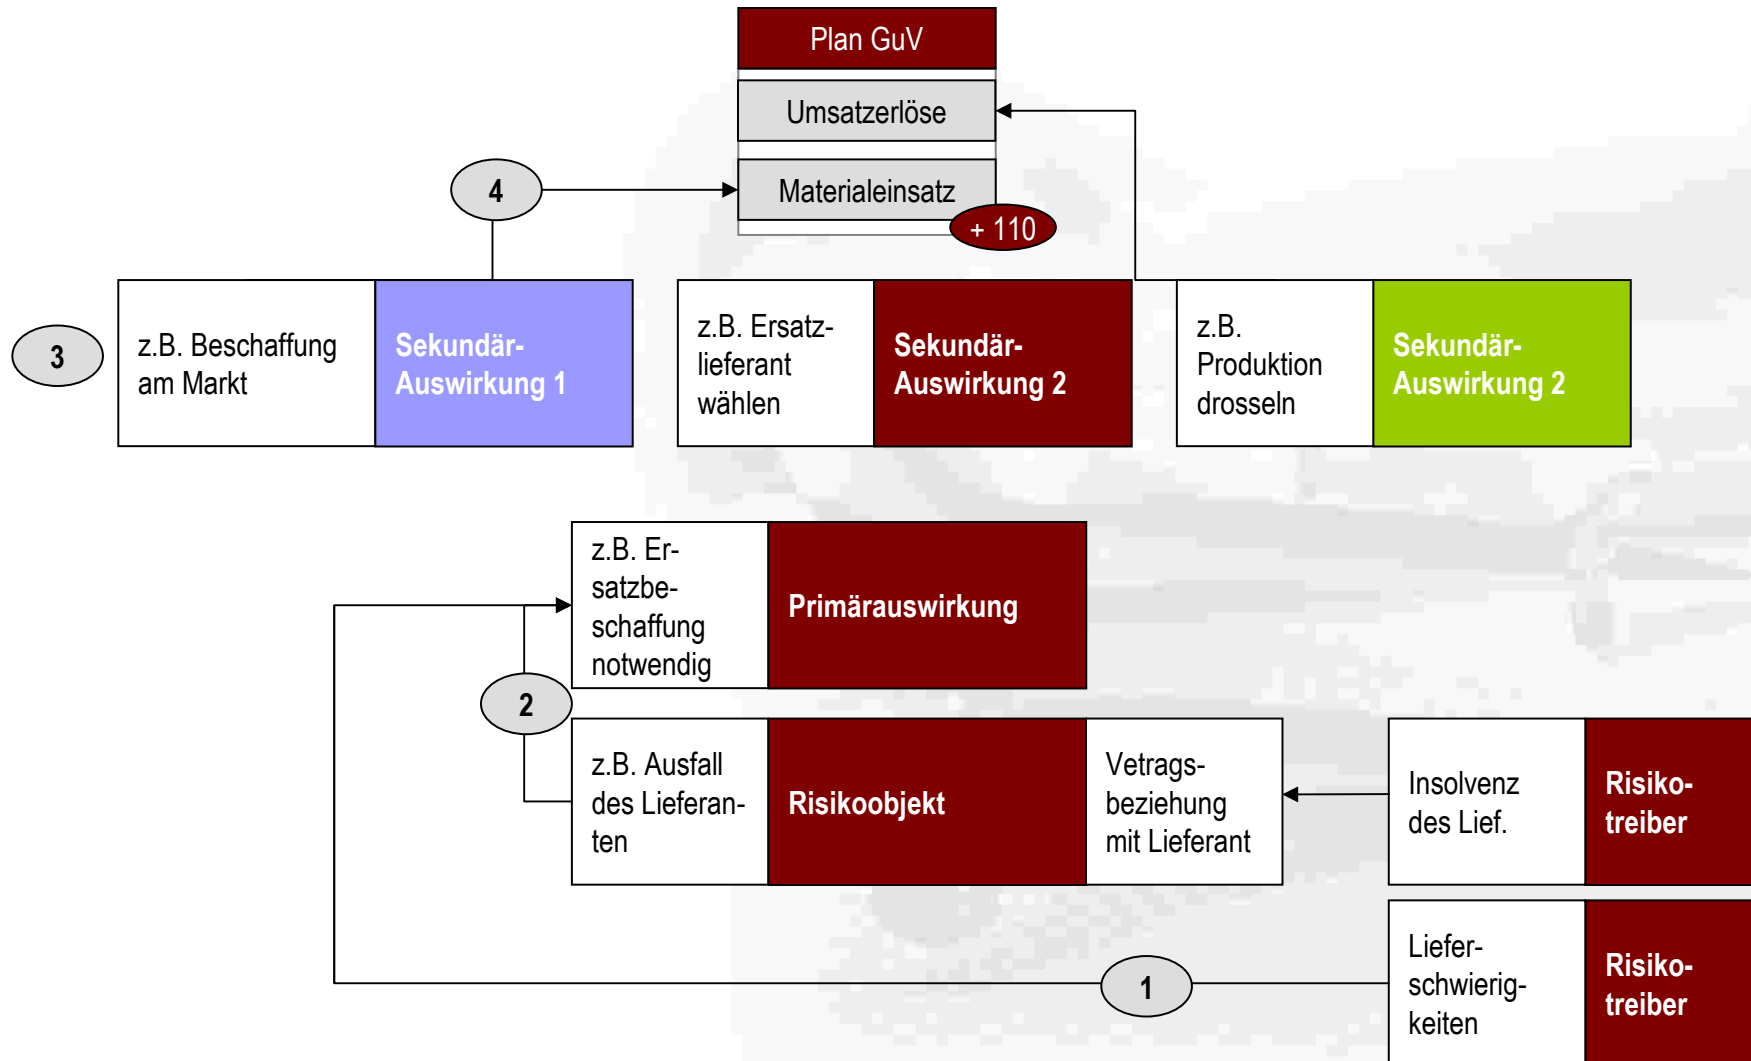 Plan GuV
Umsatzerlöse
4
Materialeinsatz
+ 110
3
z.B. Beschaffung
am Markt
Sekundär-
Auswirkung 1
z.B. Ersatz-
lieferant
wählen
Sekundär-
Auswirkung 2
z.B.
Produktion
drosseln
Sekundär-
Auswirkung 2
z.B. Er-
satzbe-
schaffung
notwendig
Primärauswirkung
2
z.B. Ausfall
des Lieferan-
ten
Risikoobjekt
Vetrags-
beziehung
mit Lieferant
Insolvenz
des Lief.
Risiko-
treiber
1
Liefer-
schwierig-
keiten
Risiko-
treiber